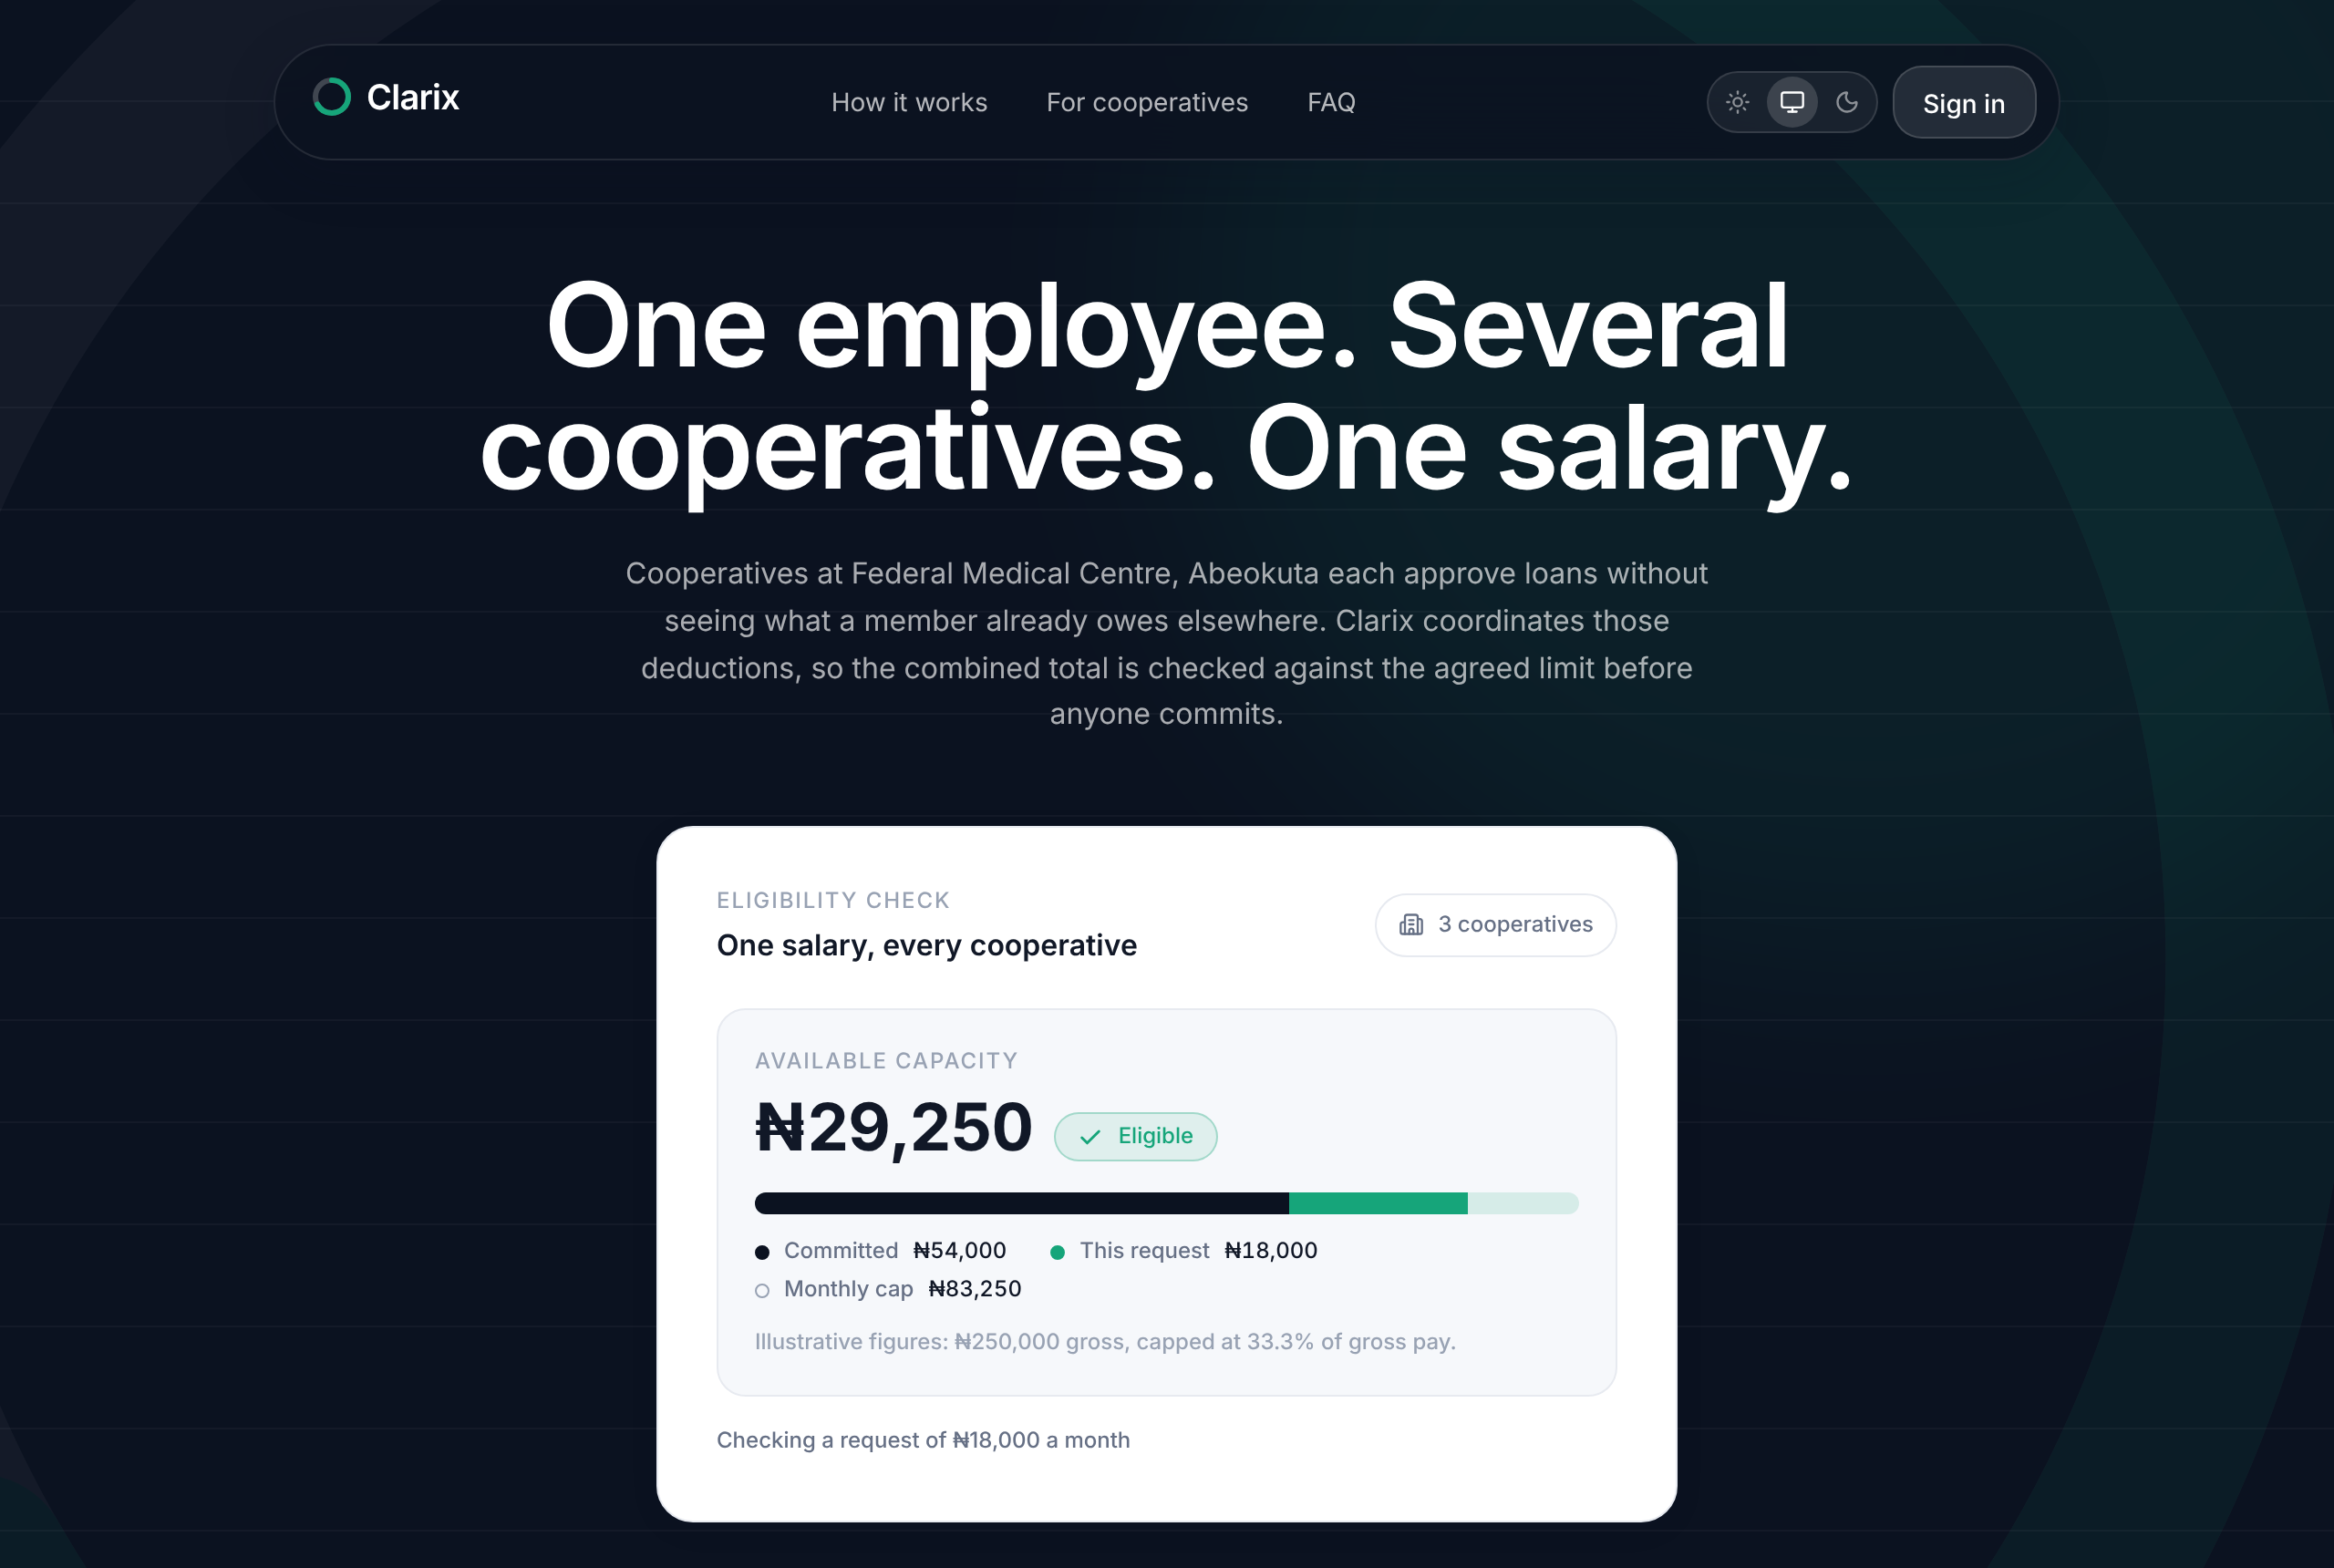 Clarix
How it works
For cooperatives
FAQ
Sign in
One employee. Several
cooperatives. One salary.
Cooperatives at Federal Medical Centre, Abeokuta each approve loans without
seeing what a member already owes elsewhere. Clarix coordinates those
deductions, so the combined total is checked against the agreed limit before
anyone commits.
ELIGIBILITY CHECK
One salary, every cooperative
3 cooperatives
AVAILABLE CAPACITY
₦29,250
Eligible
Committed ₦54,000
This request ₦18,000
Monthly cap ₦83,250
Illustrative figures: ₦250,000 gross, capped at 33.3% of gross pay.
Checking a request of ₦18,000 a month